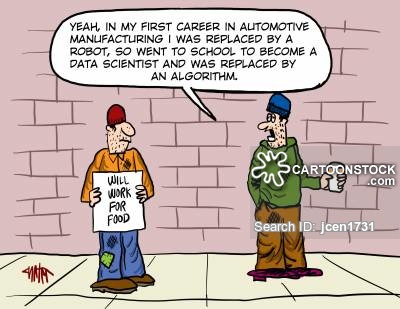 YEAH, IN MY FIRST CAREER IN AUTOMOTIVE
MANUFACTURING I WAS REPLACED BY A
ROBOT, SO WENT TO SCHOOL TO BECOME A
DATA SCIENTIST AND WAS REPLACED BY
AN ALGORITHM.
WILL
WORK
FOR
FOOD
CARTOONSTOCK
.com
Search ID: jcen1731